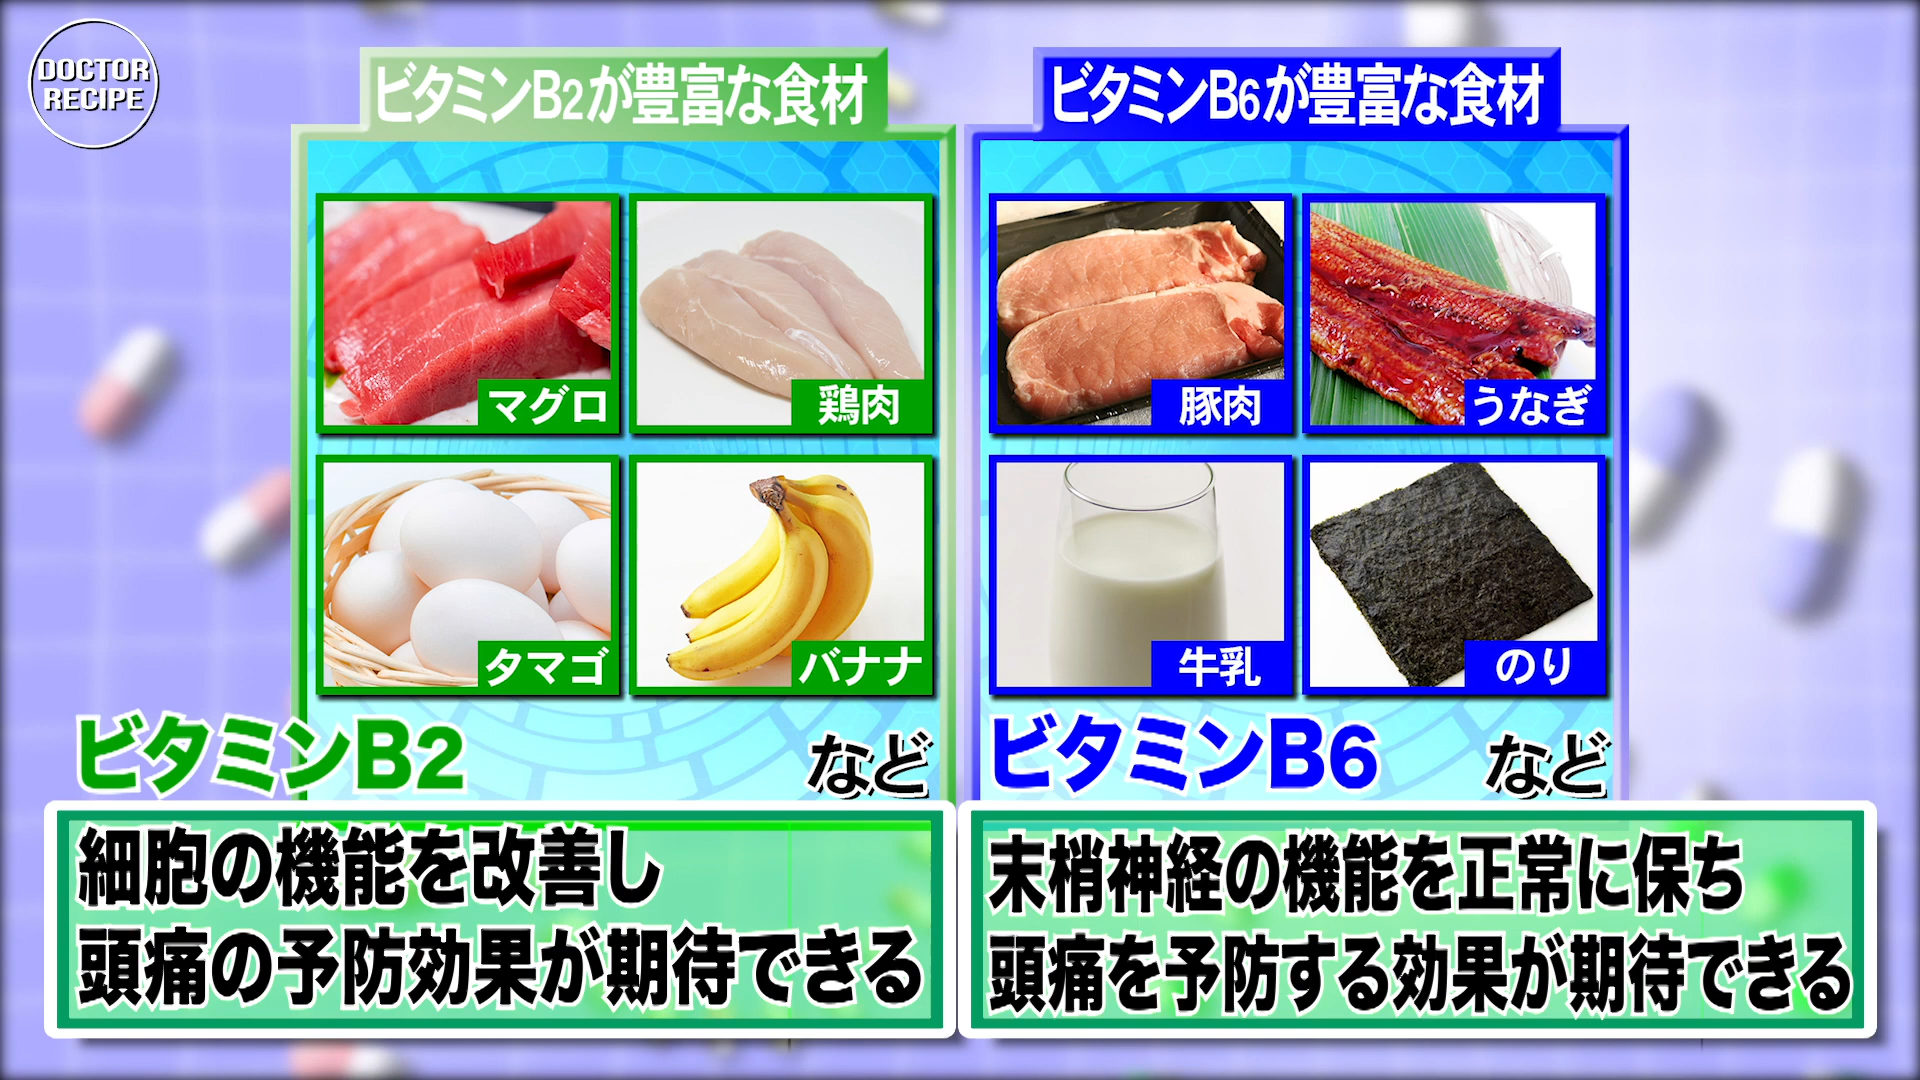 DOCTOR
RECIPE
ビタミンB2が豊富な食材
マグロ
鶏肉
タマゴ
バナナ
ビタミンB2
など
細胞の機能を改善し
頭痛の予防効果が期待できる
ビタミンB6が豊富な食材
豚肉
うなぎ
牛乳
のり
ビタミンB6
など
末梢神経の機能を正常に保ち
頭痛を予防する効果が期待できる